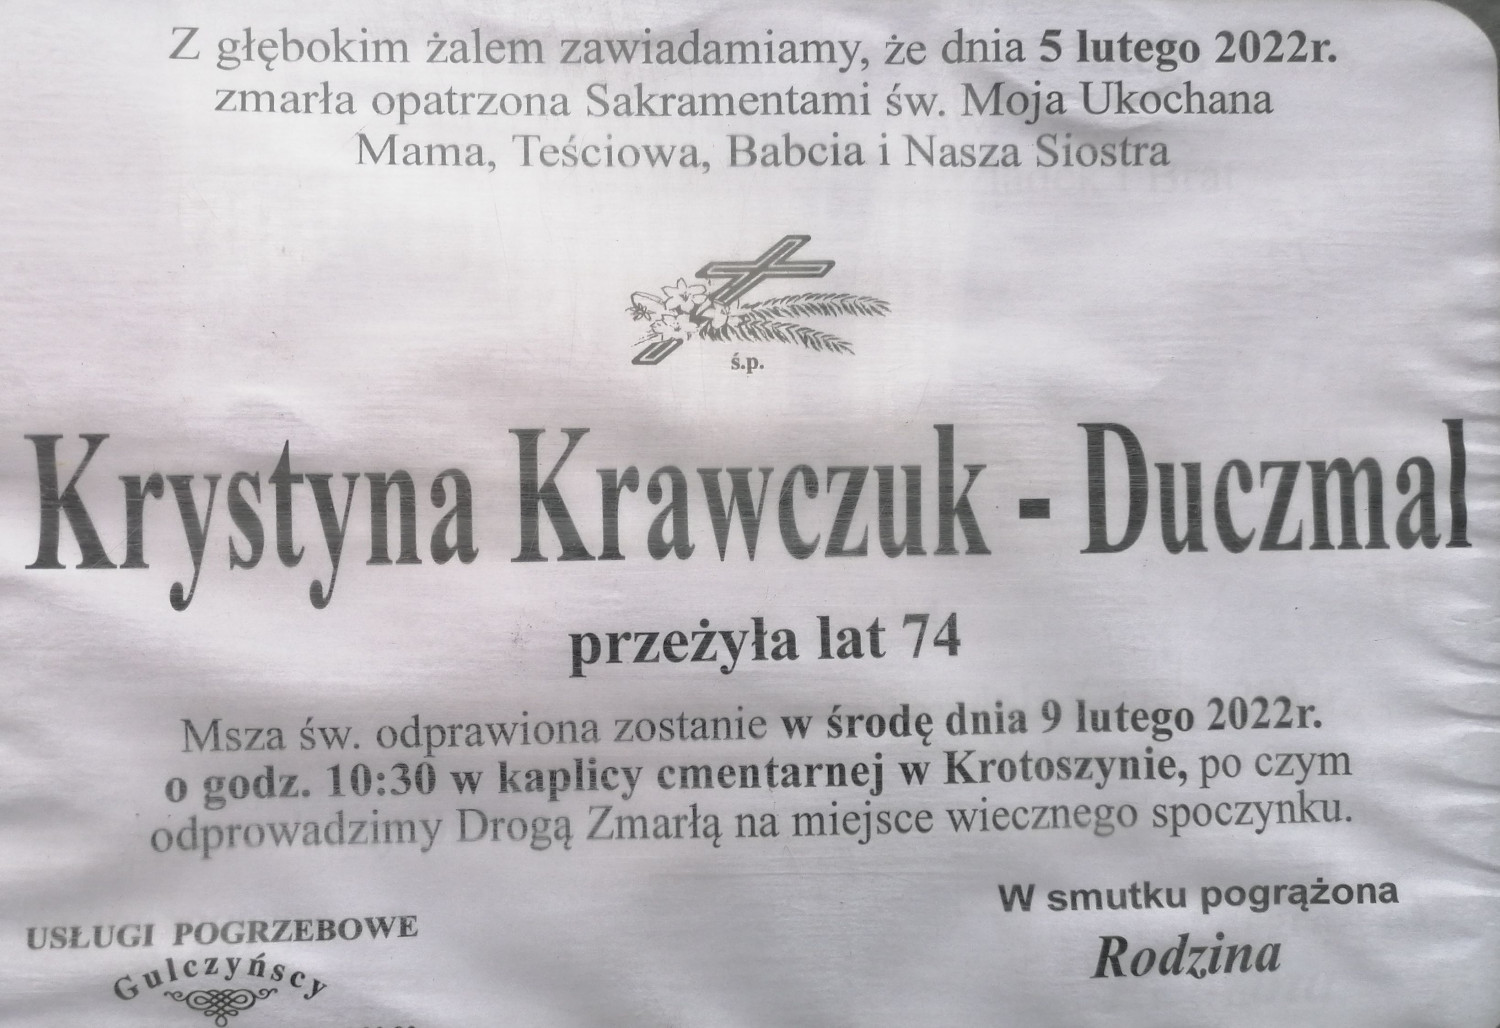 Z głębokim żalem zawiadamiamy, że dnia 5 lutego 2022r.
zmarła opatrzona Sakramentami św. Moja Ukochana
Mama, Teściowa, Babcia i Nasza Siostra
ś.p.
Krystyna Krawczuk - Duczmal
przeżyła lat 74
Msza św. odprawiona zostanie w środę dnia 9 lutego 2022r.
o godz. 10:30 w kaplicy cmentarnej w Krotoszynie, po czym
odprowadzimy Drogą Zmarłą na miejsce wiecznego spoczynku.
W smutku pogrążona
Rodzina
USŁUGI POGRZEBOWE
Gulczyńscy